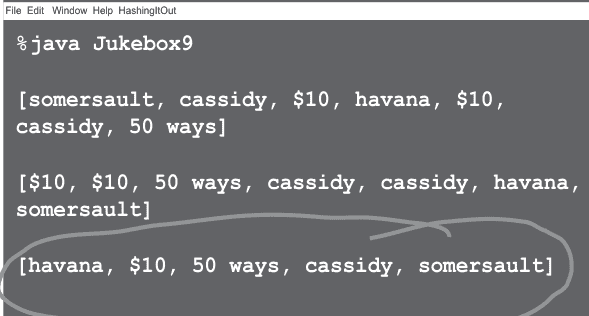 File Edit Window Help HashingItOut
%java Jukebox9
[somersault, cassidy, $10, havana, $10,
cassidy, 50 ways]
[$10, $10, 50 ways, cassidy, cassidy, havana,
somersault]
[havana, $10, 50 ways, cassidy, somersault]